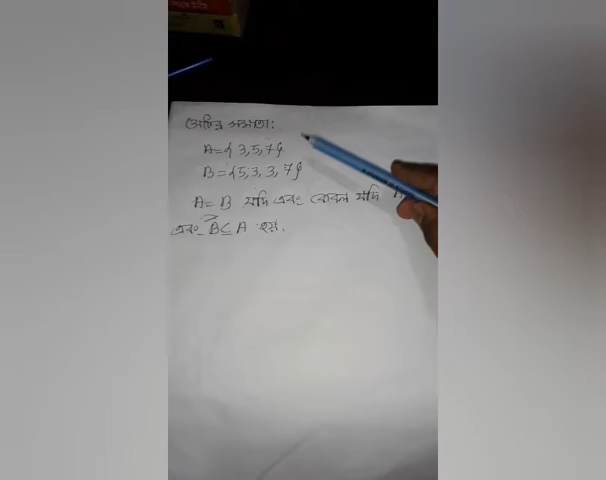 সেটের সমতা:
A={3,5,7}
B={5,3,3,7}
A=B যদি এবং কেবল যদি A
এবং B⊆A হয়.